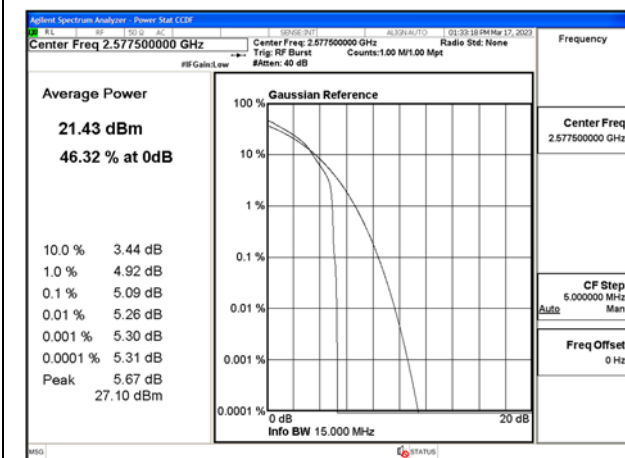 Agilent Spectrum Analyzer - Power Stat CCDF
RL RF 50 Ω AC SENSE:INT ALIGN AUTO 01:33:18 PM Mar 17, 2023
Center Freq 2.577500000 GHz
Center Freq: 2.577500000 GHz Radio Std: None
Trig: RF Burst Counts:1.00 M/1.00 Mpt
#IFGain:Low #Atten: 40 dB
Frequency
Average Power
21.43 dBm
46.32 % at 0dB
10.0 % 3.44 dB
1.0 % 4.92 dB
0.1 % 5.09 dB
0.01 % 5.26 dB
0.001 % 5.30 dB
0.0001 % 5.31 dB
Peak 5.67 dB
27.10 dBm
Gaussian Reference
100 %
10 %
1 %
0.1 %
0.01 %
0.001 %
0.0001 %
0 dB 20 dB
Info BW 15.000 MHz
Center Freq
2.577500000 GHz
CF Step
5.000000 MHz
Auto Man
Freq Offset
0 Hz
MSG STATUS